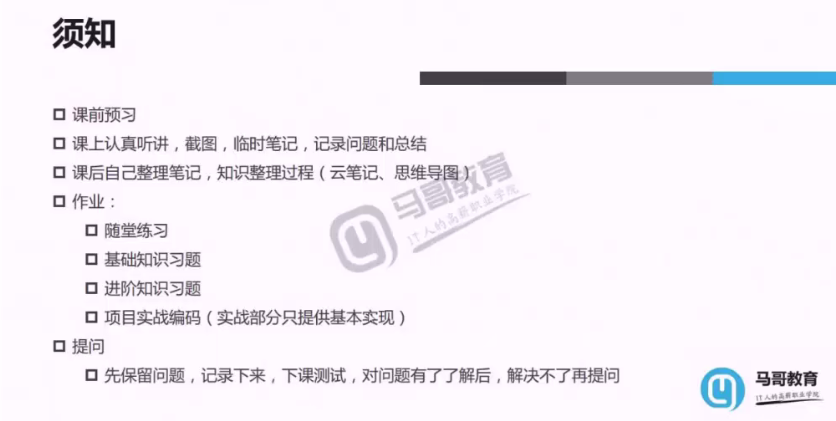 须知
课前预习
课上认真听讲，截图，临时笔记，记录问题和总结
课后自己整理笔记，知识整理过程（云笔记、思维导图）
作业：
随堂练习
基础知识习题
进阶知识习题
项目实战编码（实战部分只提供基本实现）
提问
先保留问题，记录下来，下课测试，对问题有了了解后，解决不了再提问
马哥教育
IT人的高薪职业学院
马哥教育
IT人的高薪职业学院